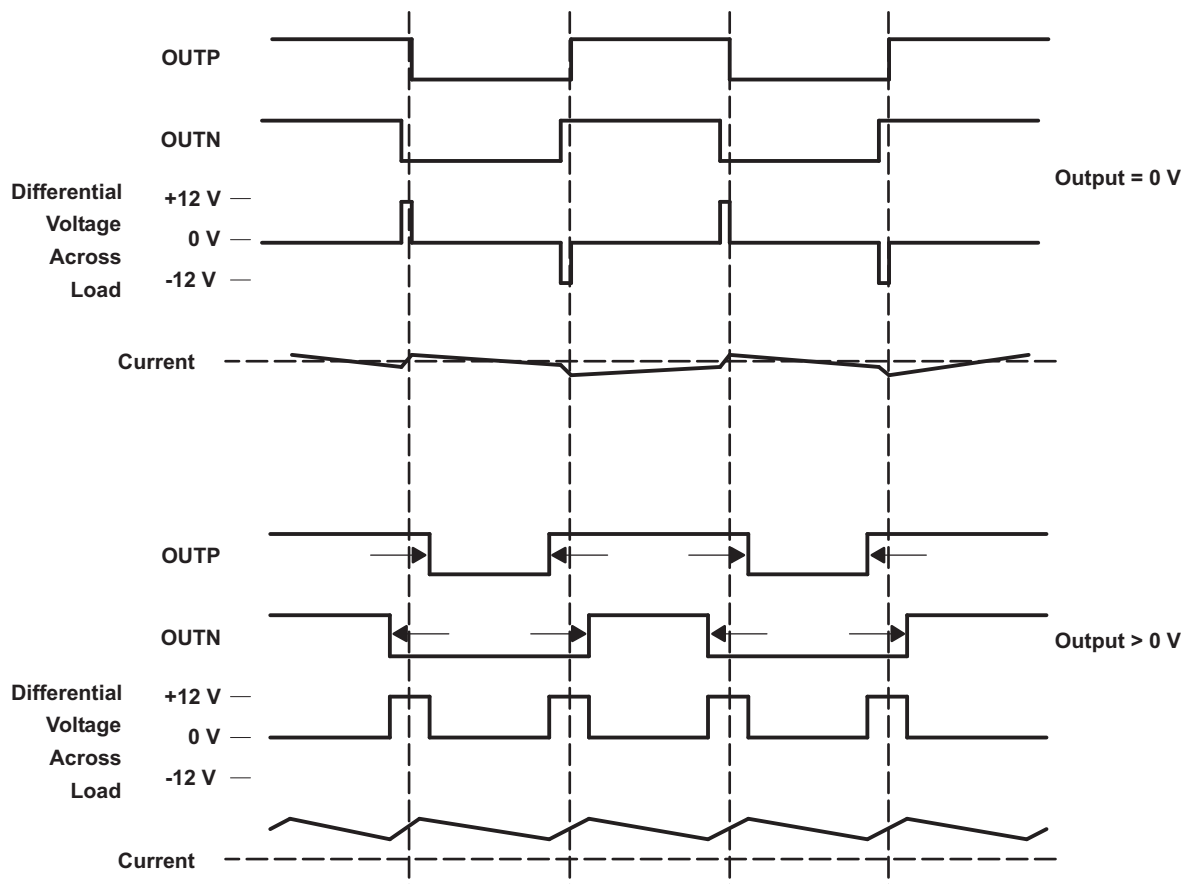 OUTP
OUTN
Output = 0 V
Differential
Voltage
Across
Load
+12 V
0 V
-12 V
Current
OUTP
OUTN
Output > 0 V
Differential
Voltage
Across
Load
+12 V
0 V
-12 V
Current